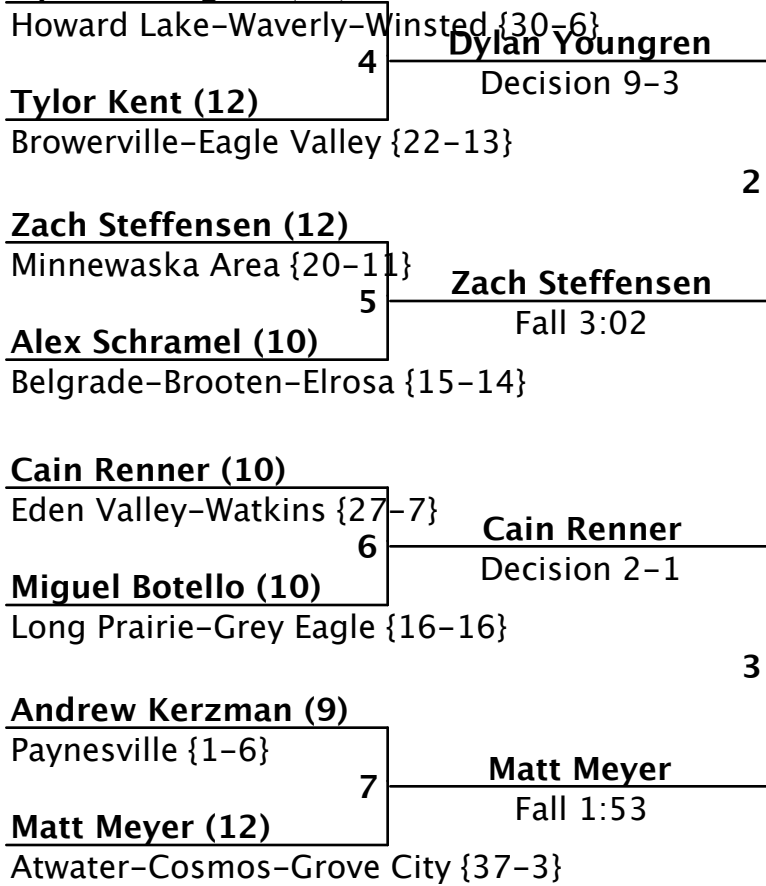 Howard Lake-Waverly-Winsted {30-6}
4
Dylan Youngren
Decision 9-3
Tylor Kent (12)
Browerville-Eagle Valley {22-13}
2
Zach Steffensen (12)
Minnewaska Area {20-11}
5
Zach Steffensen
Fall 3:02
Alex Schramel (10)
Belgrade-Brooten-Elrosa {15-14}
Cain Renner (10)
Eden Valley-Watkins {27-7}
6
Cain Renner
Decision 2-1
Miguel Botello (10)
Long Prairie-Grey Eagle {16-16}
3
Andrew Kerzman (9)
Paynesville {1-6}
7
Matt Meyer
Fall 1:53
Matt Meyer (12)
Atwater-Cosmos-Grove City {37-3}